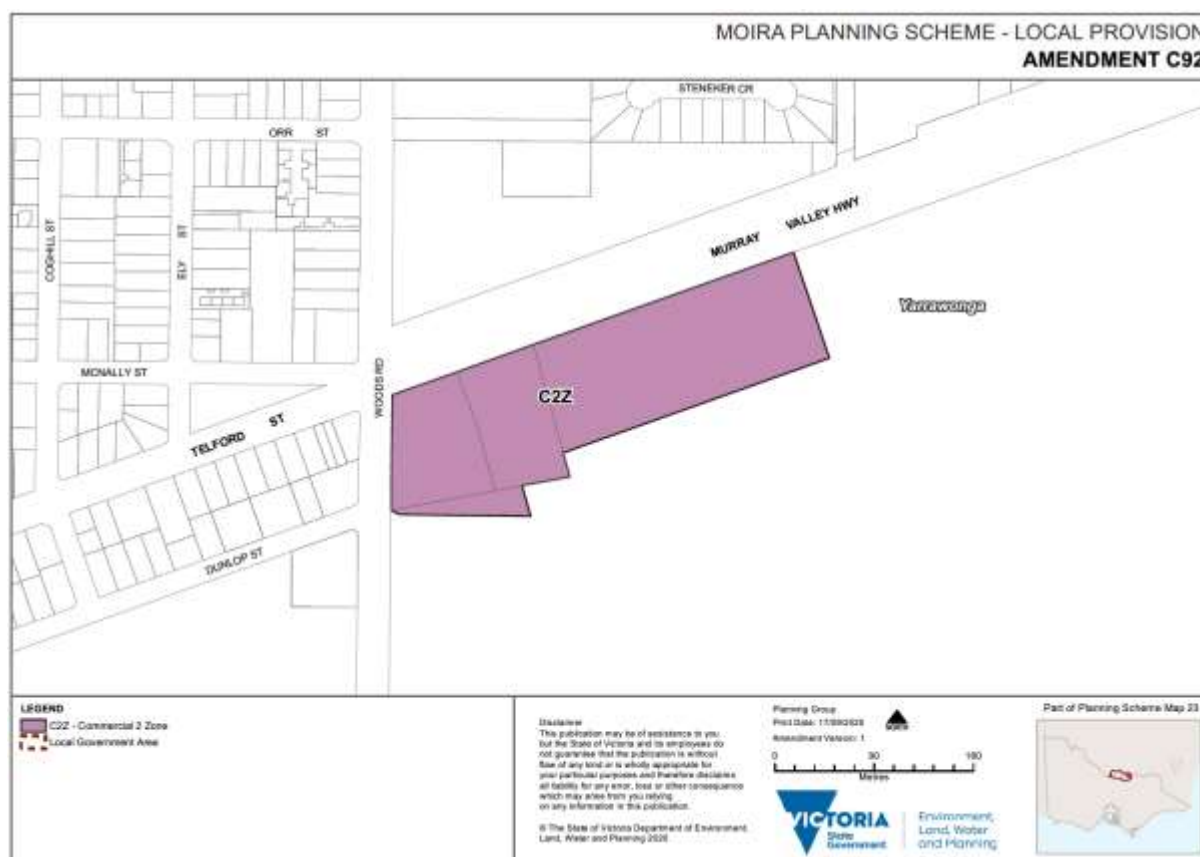 MOIRA PLANNING SCHEME - LOCAL PROVISION
AMENDMENT C92
STENEKER CR
ORR ST
COGHILL ST
ELY ST
MURRAY VALLEY HWY
Yarrawonga
MCNALLY ST
WOODS RD
C2Z
TELFORD ST
DUNLOP ST
LEGEND
C2Z - Commercial 2 Zone
Local Government Area
Disclaimer
This publication may be of assistance to you
but the State of Victoria and its employees do
not guarantee that the publication is without
flaw of any kind or is wholly appropriate for
your particular purposes and therefore disclaims
all liability for any error, loss or other consequence
which may arise from you relying
on any information in this publication.
© The State of Victoria Department of Environment,
Land, Water and Planning 2020
Planning Group
Print Date:
Amendment Version: 1
NORTH
0
Metres
VICTORIA
State
Government
Environment,
Land, Water
and Planning
Part of Planning Scheme Map 23